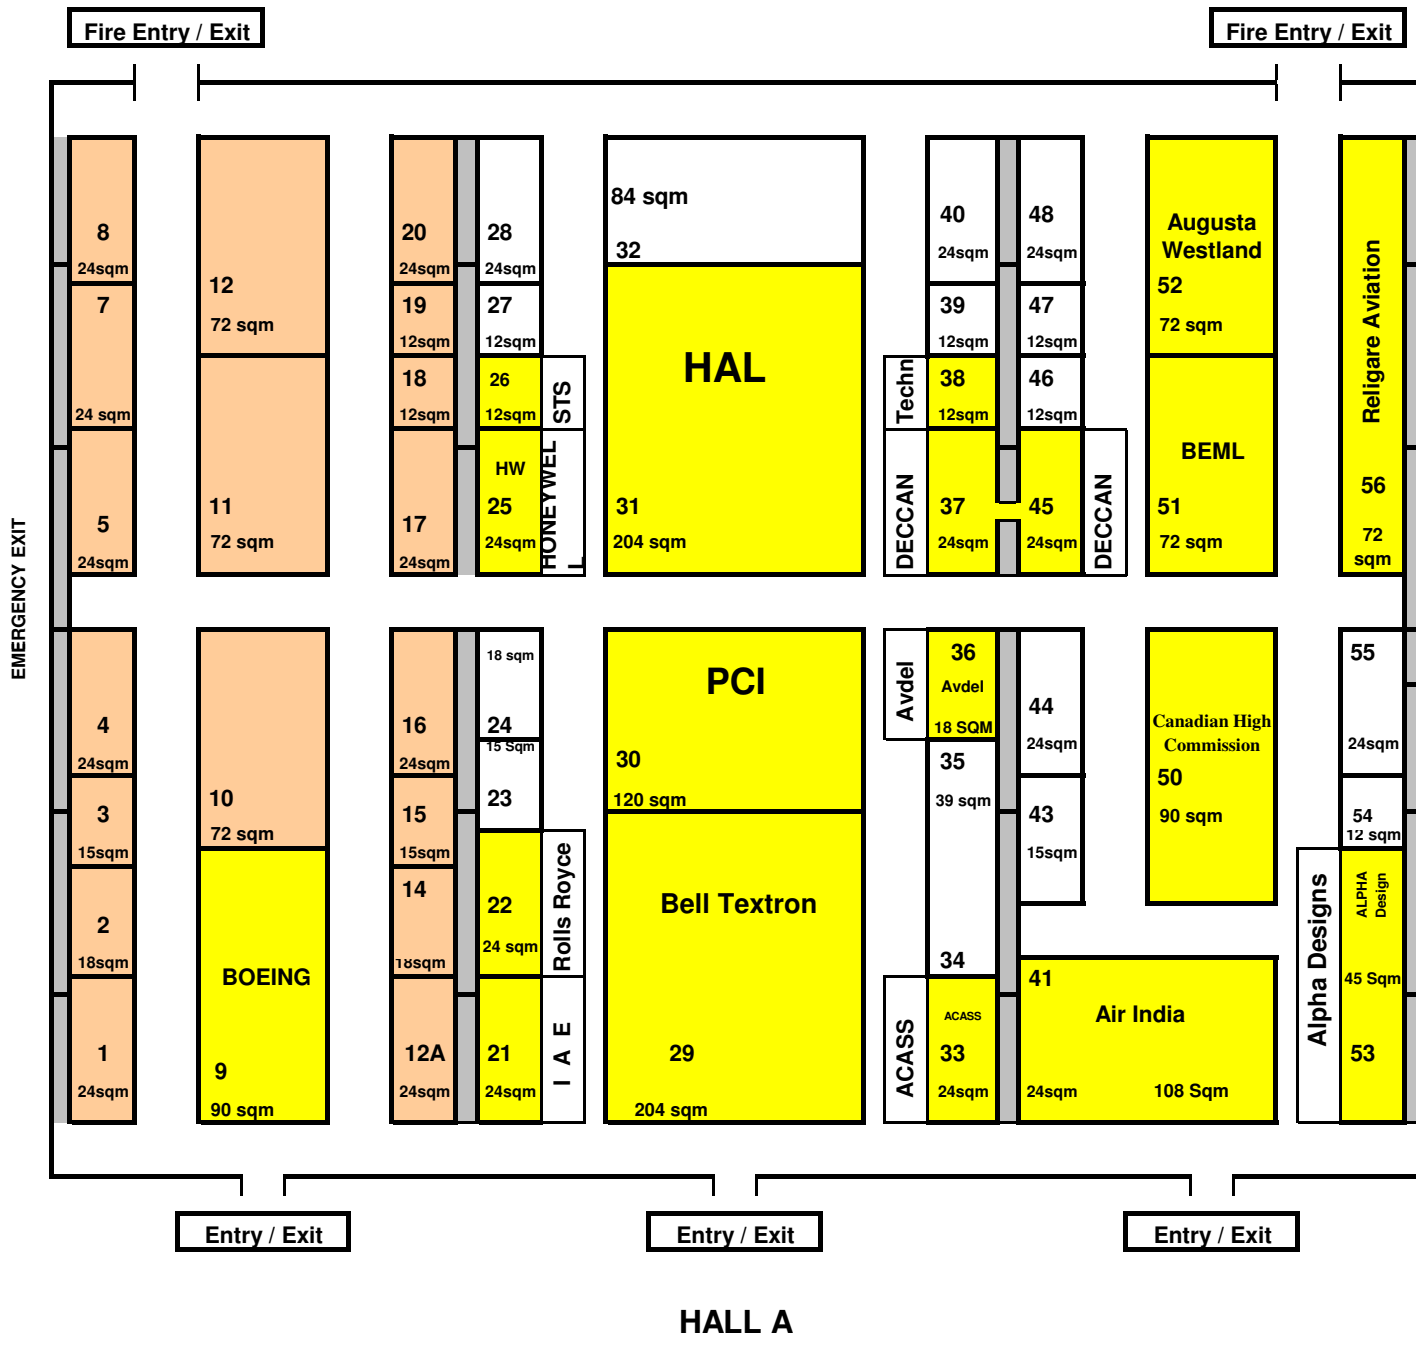 Fire Entry / Exit
Fire Entry / Exit
EMERGENCY EXIT
8
24sqm
7
24 sqm
5
24sqm
4
24sqm
3
15sqm
2
18sqm
1
24sqm
12
72 sqm
11
72 sqm
10
72 sqm
BOEING
9
90 sqm
20
24sqm
19
12sqm
18
12sqm
17
24sqm
16
24sqm
15
15sqm
14
18sqm
12A
24sqm
28
24sqm
27
12sqm
26
12sqm
STS
HW
25
24sqm
HONEYWEL
L
18 sqm
24
15 Sqm
23
22
24 sqm
Rolls Royce
21
24sqm
I A E
84 sqm
32
HAL
31
204 sqm
PCI
30
120 sqm
Bell Textron
29
204 sqm
40
24sqm
39
12sqm
Techn
38
12sqm
DECCAN
37
24sqm
Avdel
36
Avdel
18 SQM
35
39 sqm
34
ACASS
ACASS
33
24sqm
48
24sqm
47
12sqm
46
12sqm
45
24sqm
DECCAN
44
24sqm
43
15sqm
41
Air India
24sqm
108 Sqm
Augusta
Westland
52
72 sqm
BEML
51
72 sqm
Canadian High
Commission
50
90 sqm
Religare Aviation
56
72
sqm
55
24sqm
54
12 sqm
Alpha Designs
ALPHA
Design
45 Sqm
53
Entry / Exit
Entry / Exit
Entry / Exit
HALL A